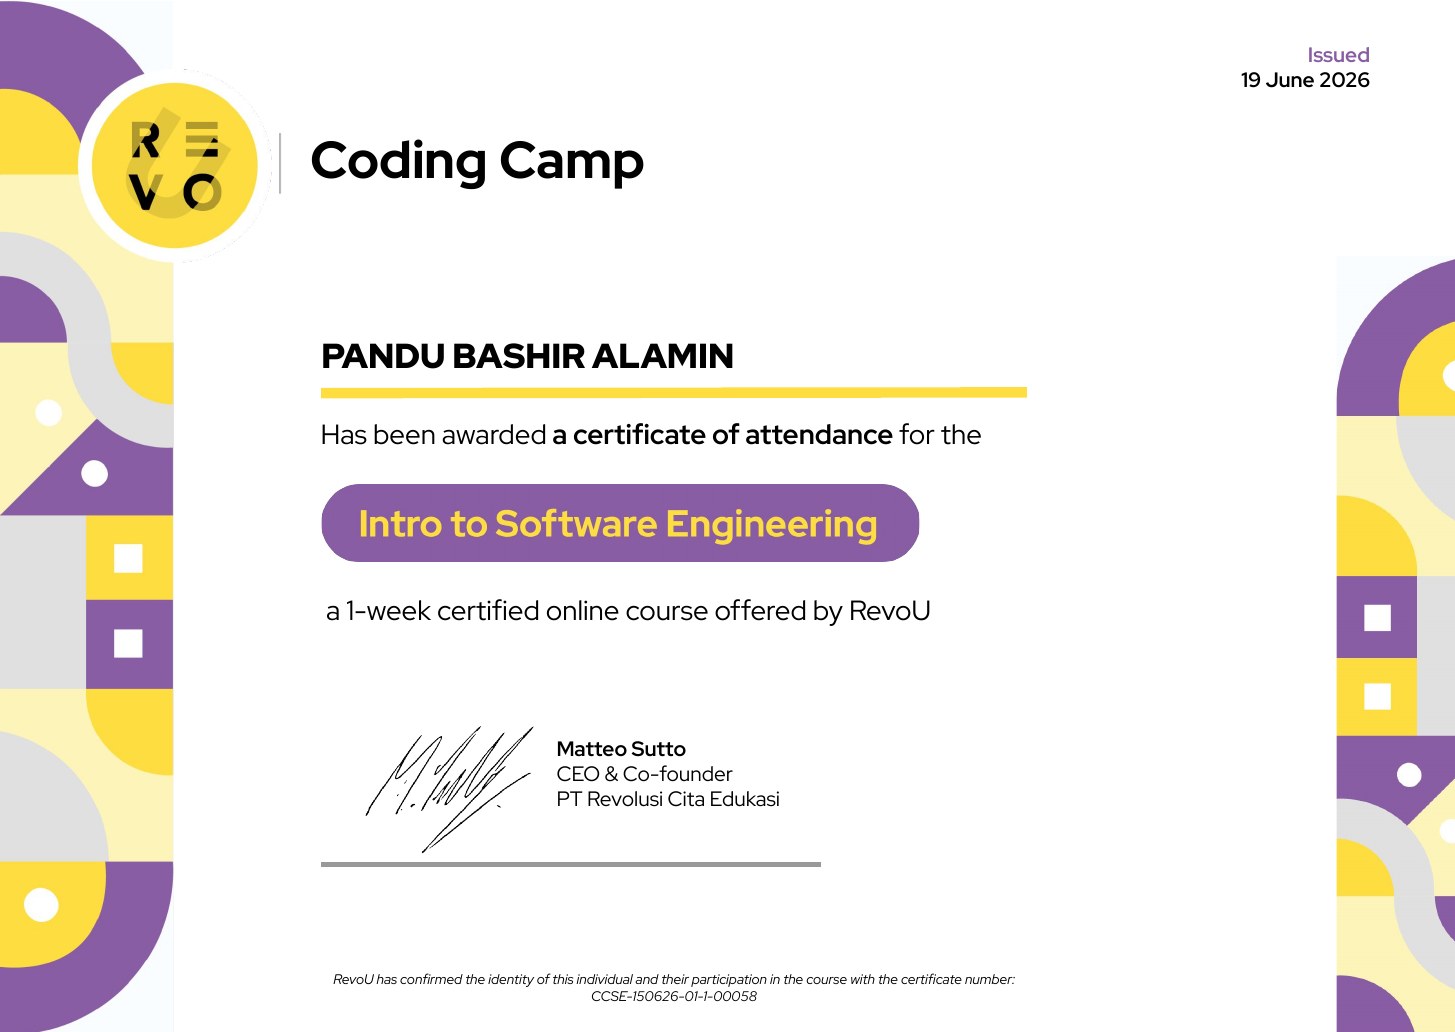 Issued
19 June 2026
RE
VO
Coding Camp
PANDU BASHIR ALAMIN
Has been awarded a certificate of attendance for the
Intro to Software Engineering
a 1-week certified online course offered by RevoU
Matteo Sutto
CEO & Co-founder
PT Revolusi Cita Edukasi
RevoU has confirmed the identity of this individual and their participation in the course with the certificate number:
CCSE-150626-01-1-00058